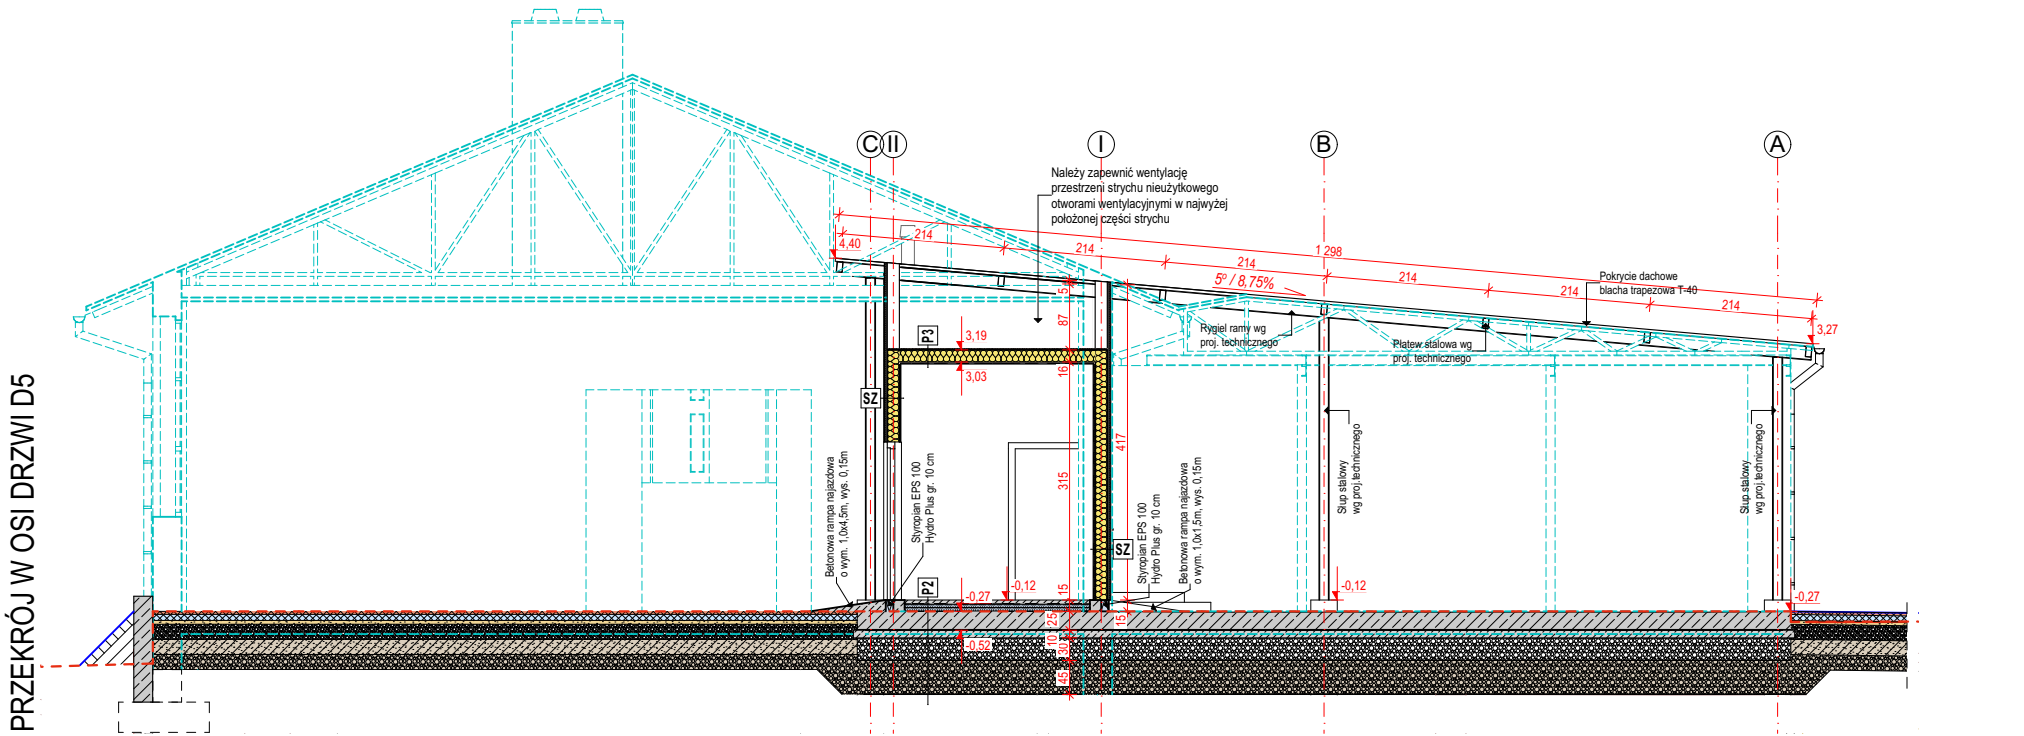 PRZEKRÓJ W OSI DRZWI D5
C
II
I
B
A
Należy zapewnić wentylację
przestrzeni strychu nieużytkowego
otworami wentylacyjnymi w najwyżej
położonej części strychu
4,40
214
214
1 298
214
214
214
214
5º / 8,75%
Pokrycie dachowe
blacha trapezowa T-40
3,27
Rygiel ramy wg
proj. technicznego
Płatew stalowa wg
proj. technicznego
5
87
P3
3,19
3,03
16
SZ
417
315
Betonowa rampa najazdowa
o wym. 1,0x4,5m, wys. 0,15m
Styropian EPS 100
Hydro Plus gr. 10 cm
Styropian EPS 100
Hydro Plus gr. 10 cm
Betonowa rampa najazdowa
o wym. 1,0x1,5m, wys. 0,15m
Słup stalowy
wg proj.technicznego
Słup stalowy
wg proj.technicznego
SZ
P2
-0,27
-0,12
15
-0,12
-0,27
15
25
10
-0,52
30
45